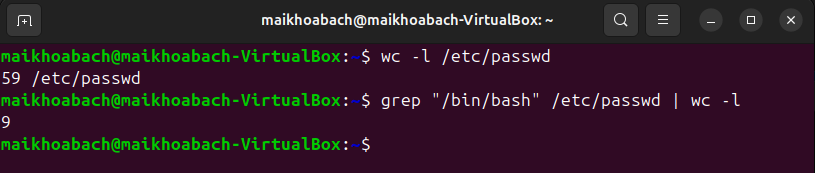 maikhoabach@maikhoabach-VirtualBox: ~
maikhoabach@maikhoabach-VirtualBox:~$ wc -l /etc/passwd
59 /etc/passwd
maikhoabach@maikhoabach-VirtualBox:~$ grep "/bin/bash" /etc/passwd | wc -l
9
maikhoabach@maikhoabach-VirtualBox:~$